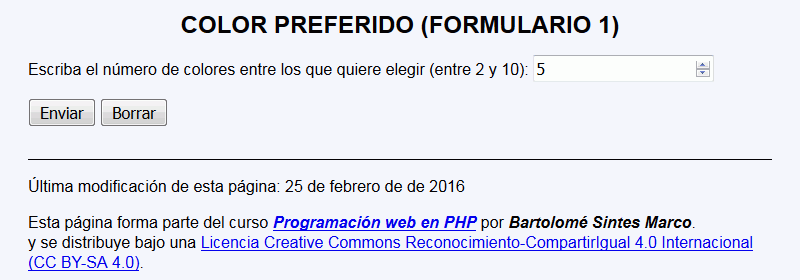 COLOR PREFERIDO (FORMULARIO 1)
Escriba el número de colores entre los que quiere elegir (entre 2 y 10): 5
Enviar Borrar
Última modificación de esta página: 25 de febrero de de 2016
Esta página forma parte del curso Programación web en PHP por Bartolomé Sintes Marco.
y se distribuye bajo una Licencia Creative Commons Reconocimiento-CompartirIgual 4.0 Internacional
(CC BY-SA 4.0).